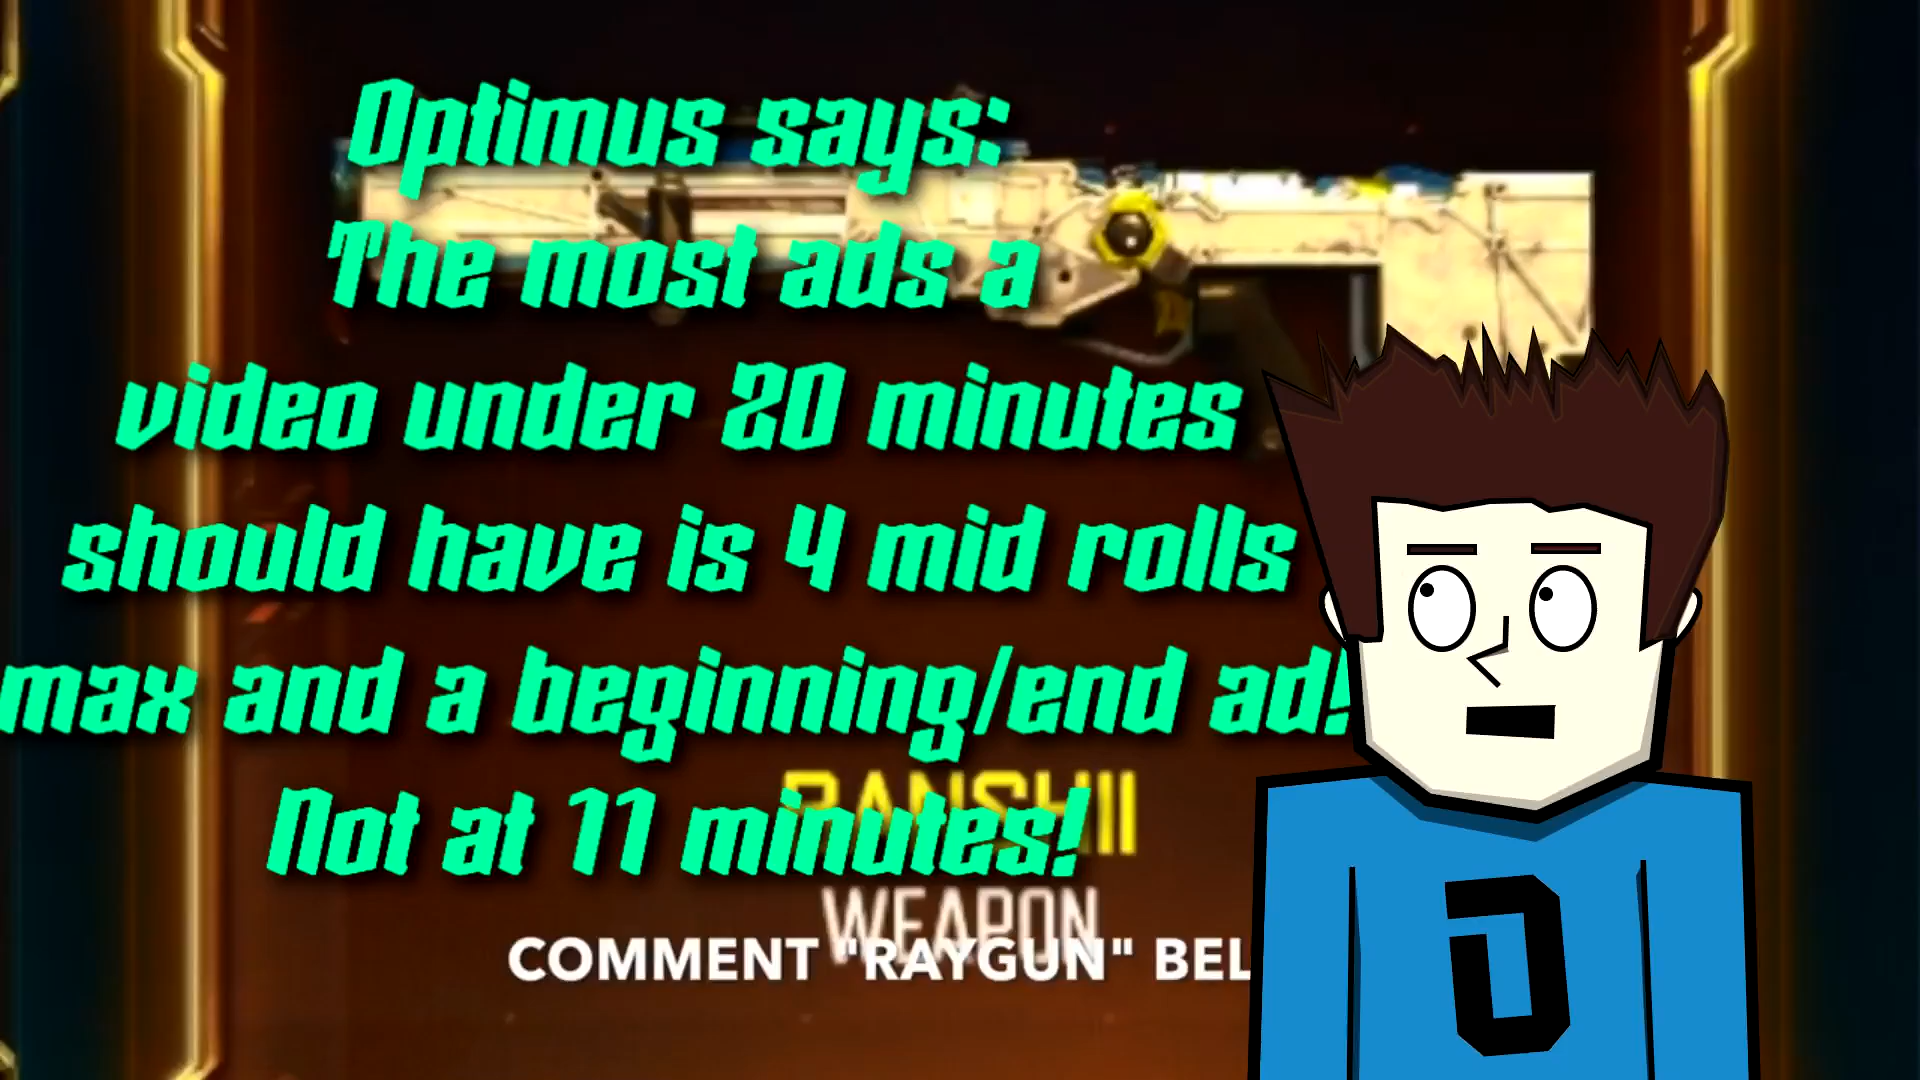 Optimus says:
The most ads a
video under 20 minutes
should have is 4 mid rolls
max and a beginning/end ad!
Not at 11 minutes!
BANSHII
WEAPON
COMMENT "RAYGUN" BEL